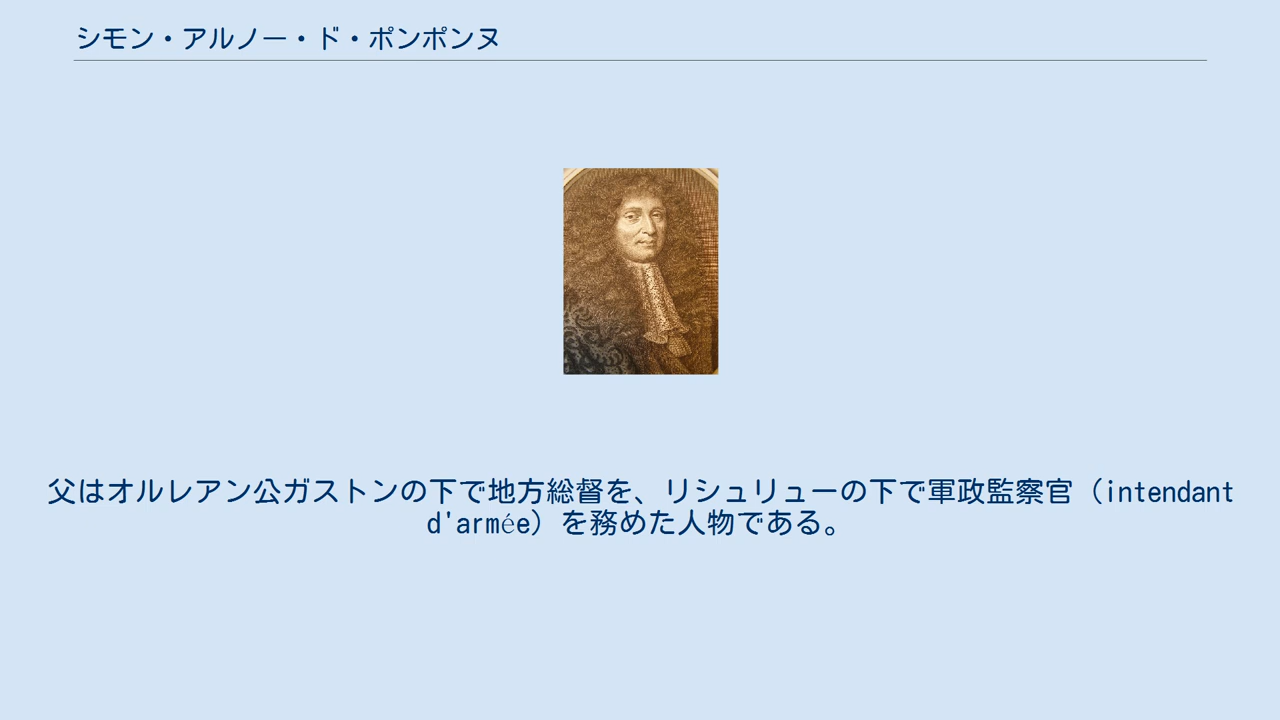 シモン・アルノー・ド・ポンポンヌ
父はオルレアン公ガストンの下で地方総督を、リシュリューの下で軍政監察官（intendant
d'armée）を務めた人物である。